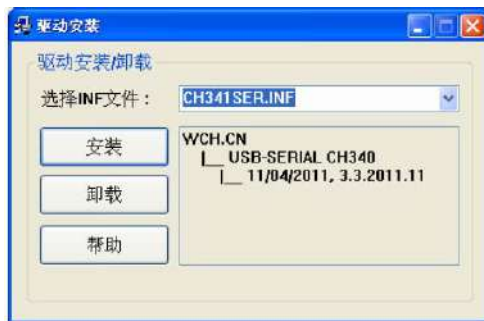 驱动安装
驱动安装/卸载
选择INF文件：
CH341SER.INF
安装
WCH.CN
|__ USB-SERIAL CH340
|__ 11/04/2011, 3.3.2011.11
卸载
帮助